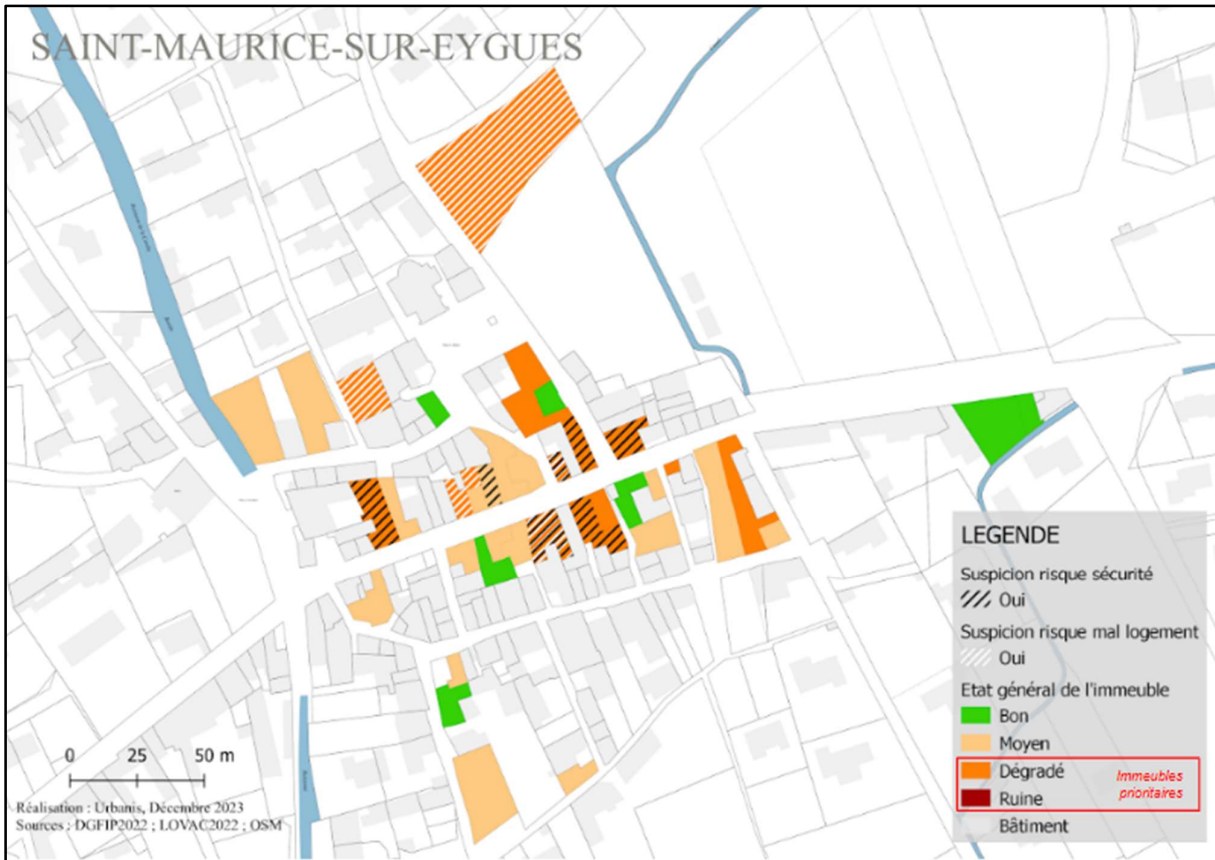 SAINT-MAURICE-SUR-EYGUES
LEGENDE
Suspicion risque sécurité
Oui
Suspicion risque mal logement
Oui
Etat général de l'immeuble
Bon
Moyen
Dégradé
Immeubles
prioritaires
Ruine
Bâtiment
0 25 50 m
Réalisation : Urbanis, Décembre 2023
Sources : DGFIP2022 ; LOVAC2022 ; OSM